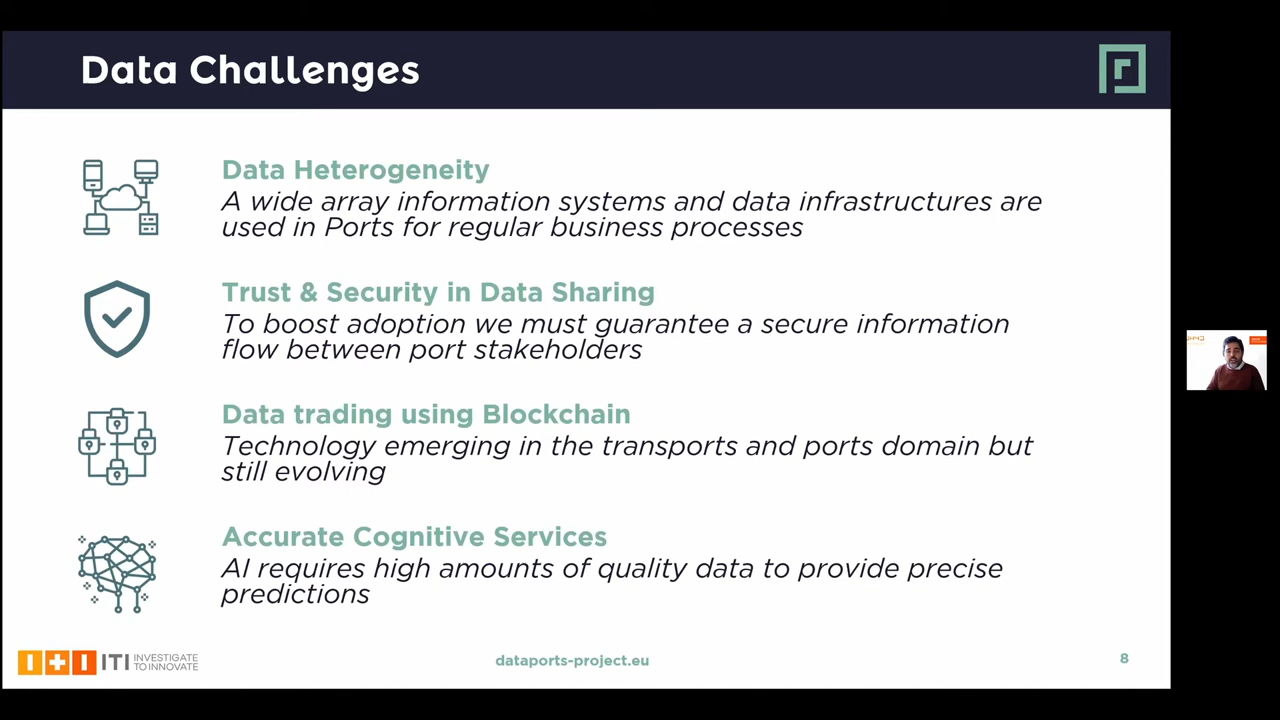 Data Challenges
Data Heterogeneity
A wide array information systems and data infrastructures are
used in Ports for regular business processes
Trust & Security in Data Sharing
To boost adoption we must guarantee a secure information
flow between port stakeholders
Data trading using Blockchain
Technology emerging in the transports and ports domain but
still evolving
Accurate Cognitive Services
AI requires high amounts of quality data to provide precise
predictions
ITI INVESTIGATE
TO INNOVATE
dataports-project.eu
8